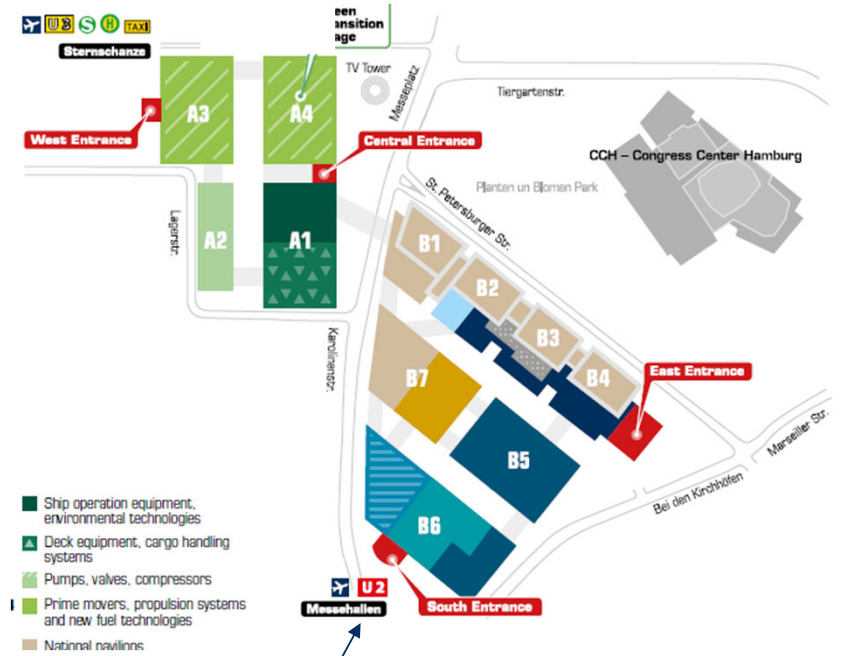 U3 S H TAXI
Sternschanze
een
ansition
age
TV Tower
Messeplatz
Tiergartenstr.
A3
A4
West Entrance
Central Entrance
CCH – Congress Center Hamburg
Planten un Blomen Park
St. Petersburger Str.
Lagerstr.
A2
A1
B1
B2
B3
B4
Karolinenstr.
B7
East Entrance
Marseiller Str.
B5
Bei den Kirchhöfen
B6
Ship operation equipment,
environmental technologies
Deck equipment, cargo handling
systems
Pumps, valves, compressors
Prime movers, propulsion systems
and new fuel technologies
National pavilions
U2
Messehallen
South Entrance